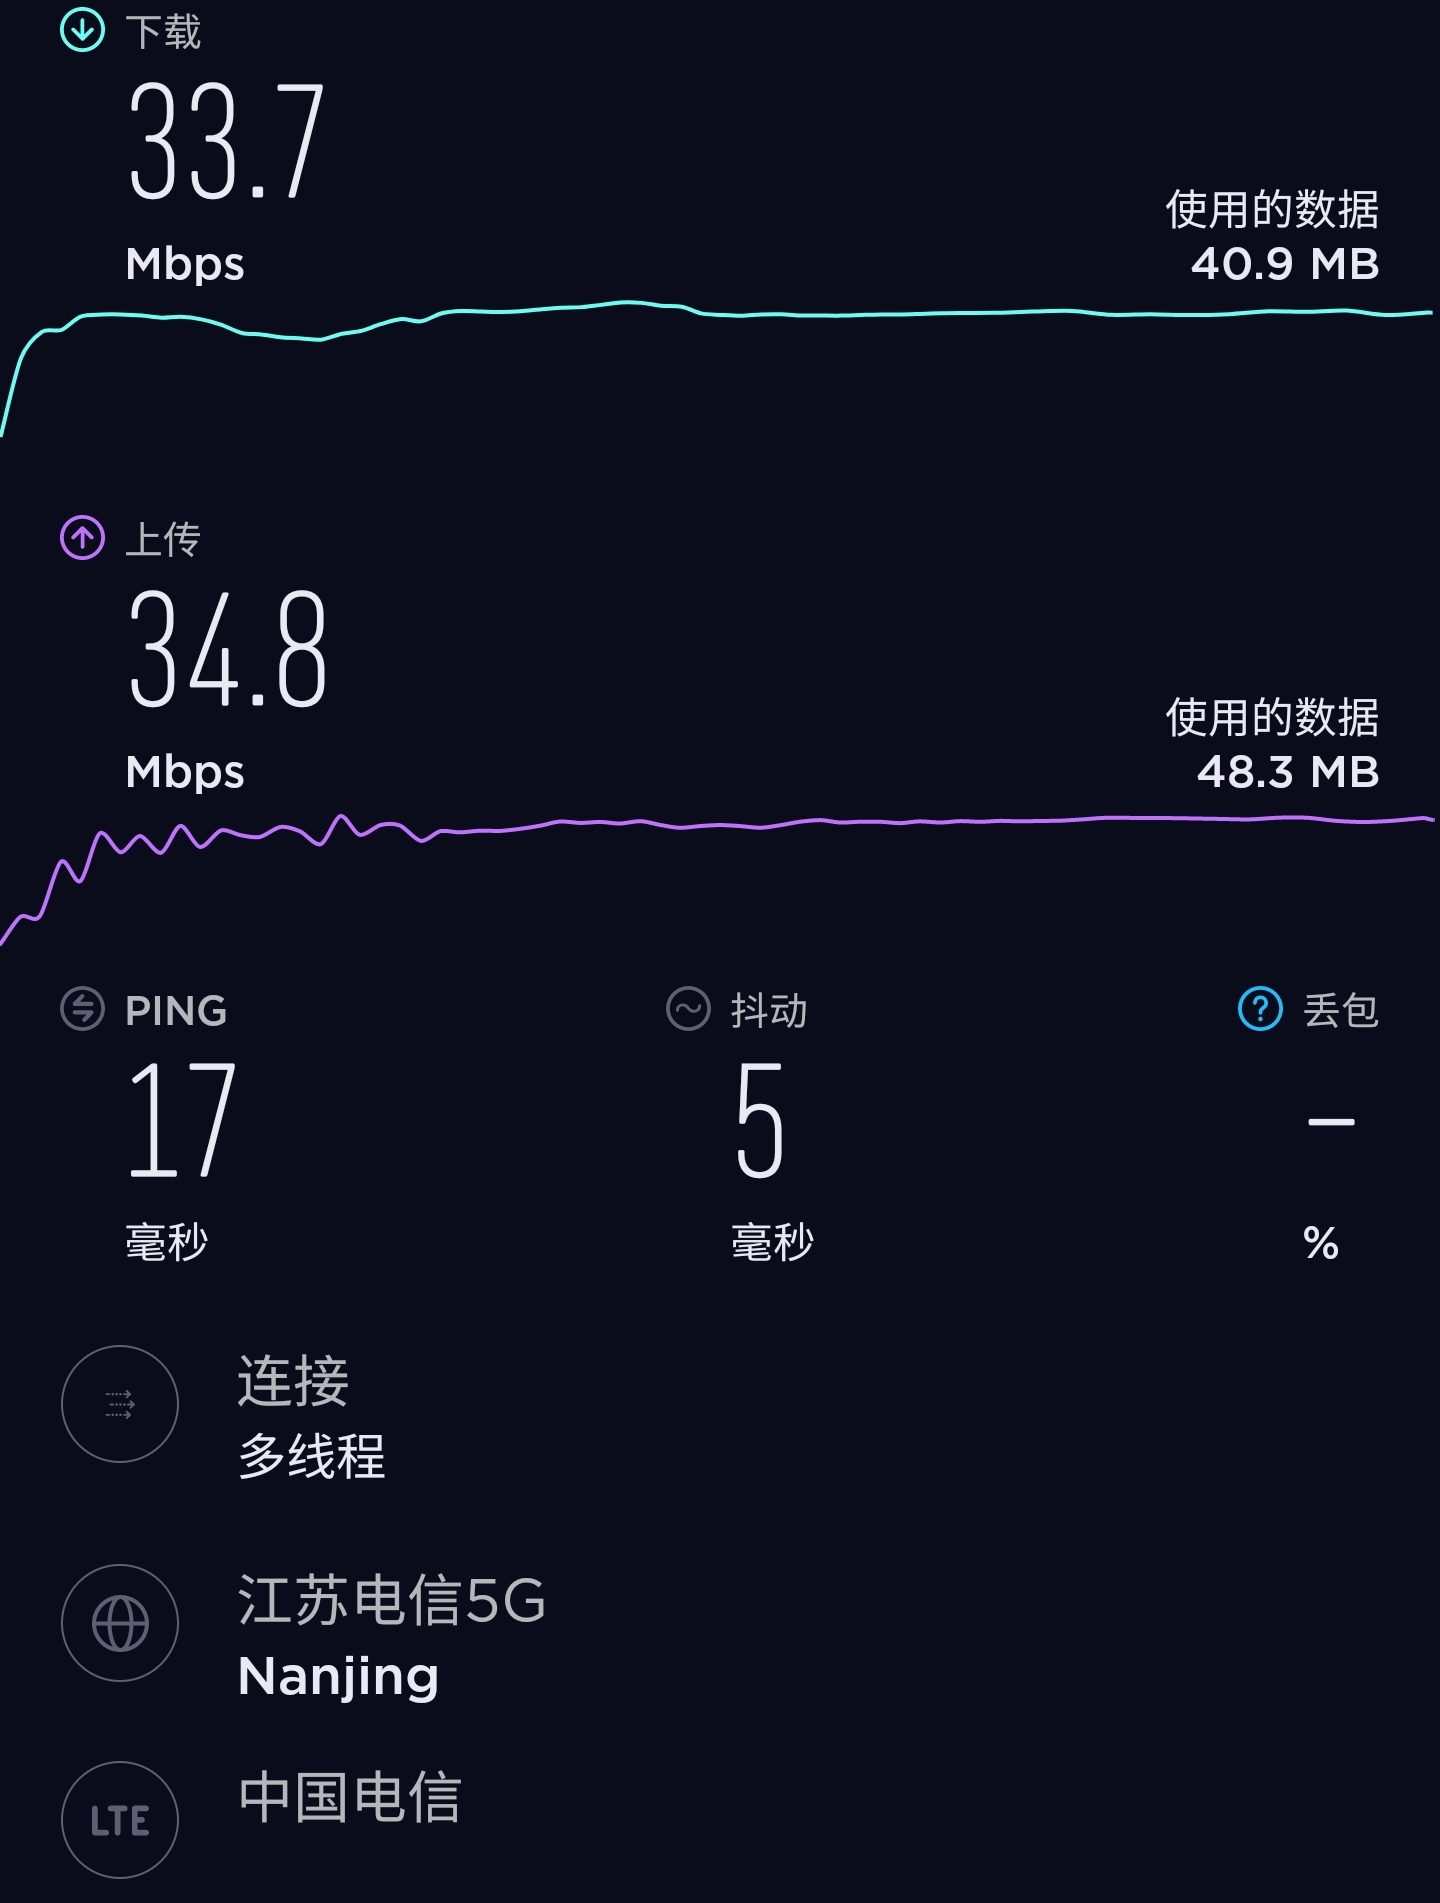 下载
33.7
Mbps
使用的数据
40.9 MB
上传
34.8
Mbps
使用的数据
48.3 MB
PING
17
毫秒
抖动
5
毫秒
丢包
–
%
连接
多线程
江苏电信5G
Nanjing
LTE
中国电信